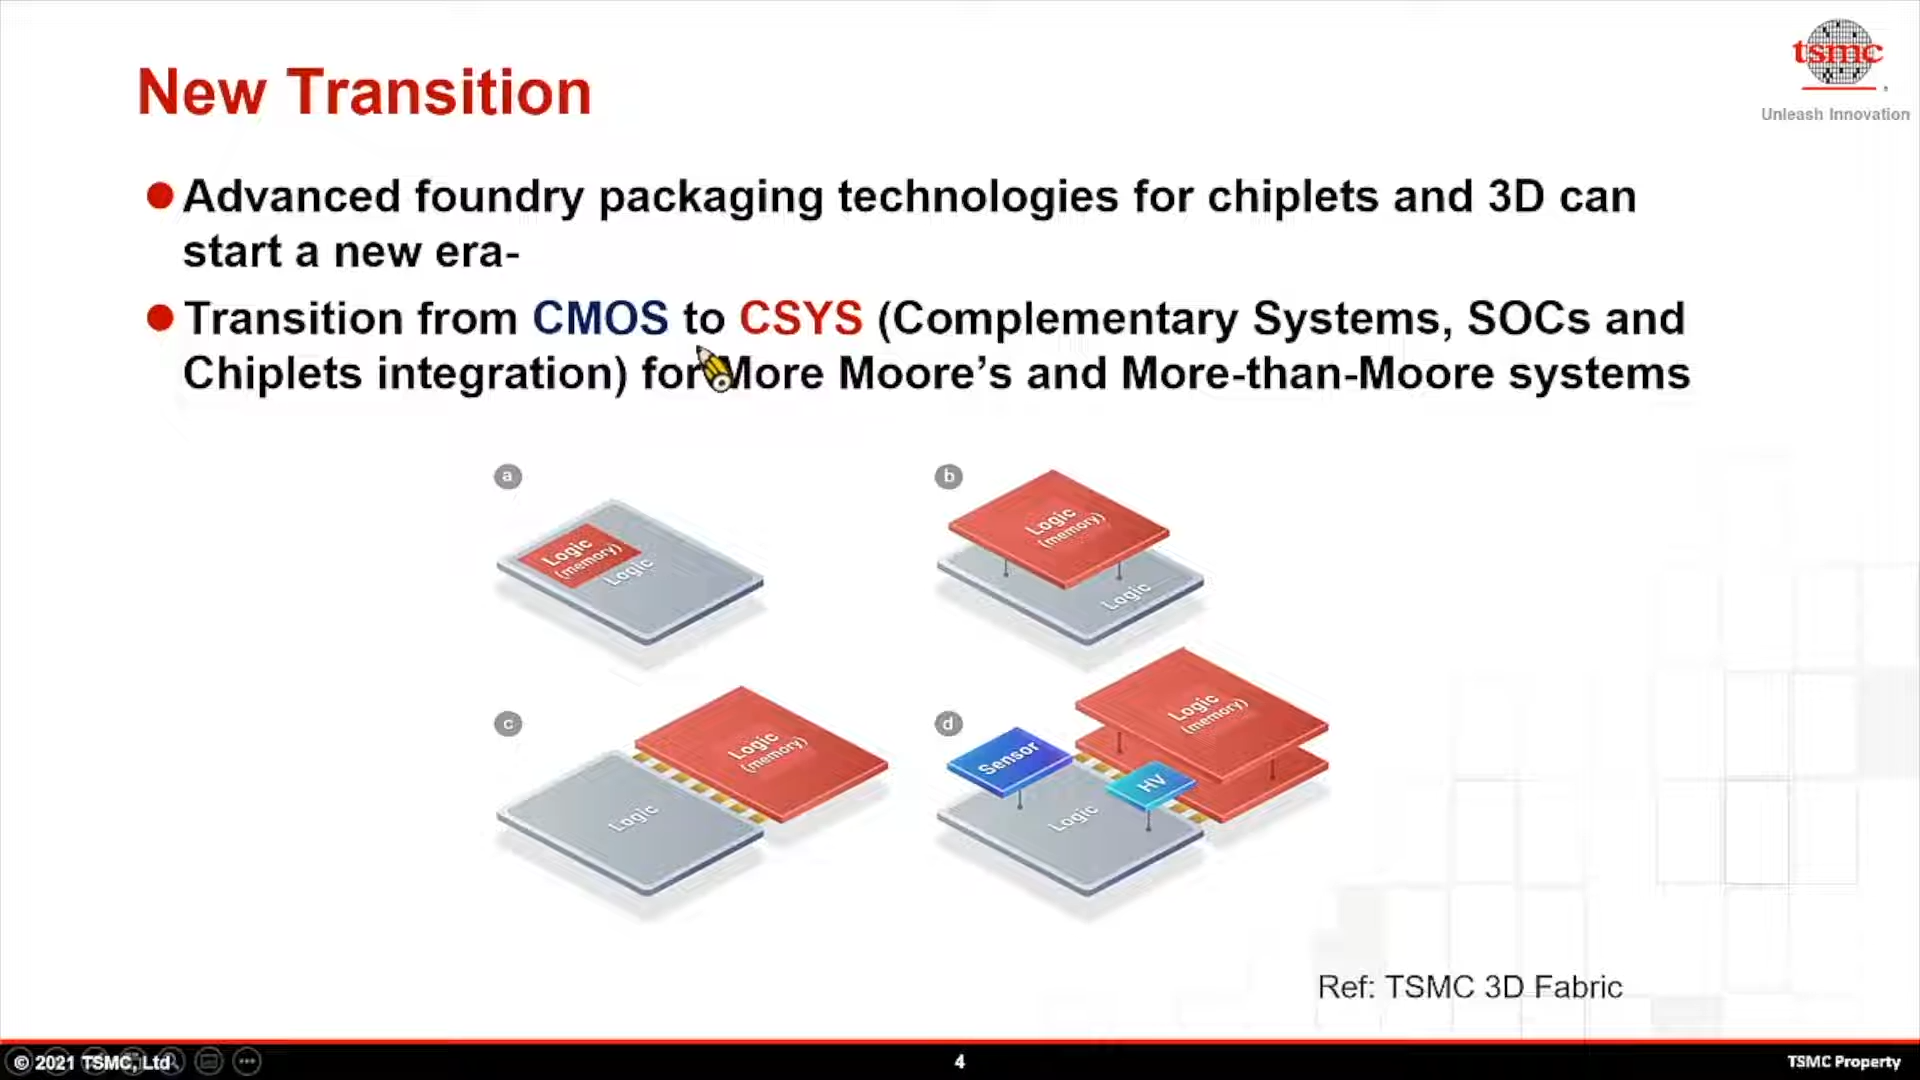 tsmc
Unleash Innovation
New Transition
Advanced foundry packaging technologies for chiplets and 3D can
start a new era-
Transition from CMOS to CSYS (Complementary Systems, SOCs and
Chiplets integration) for More Moore’s and More-than-Moore systems
a
Logic
(memory)
Logic
b
Logic
(memory)
Logic
c
Logic
(memory)
Logic
d
Logic
(memory)
Sensor
HV
Logic
Ref: TSMC 3D Fabric
© 2021 TSMC, Ltd
4
TSMC Property